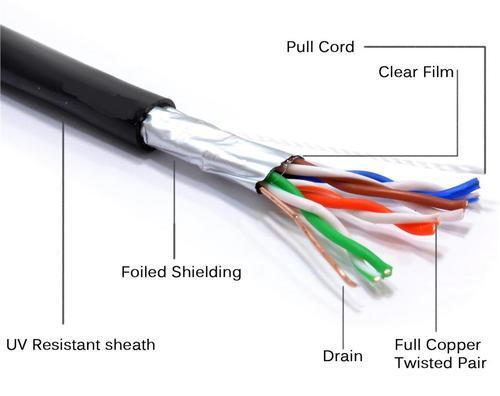 Pull Cord
Clear Film
Foiled Shielding
UV Resistant sheath
Drain
Full Copper
Twisted Pair